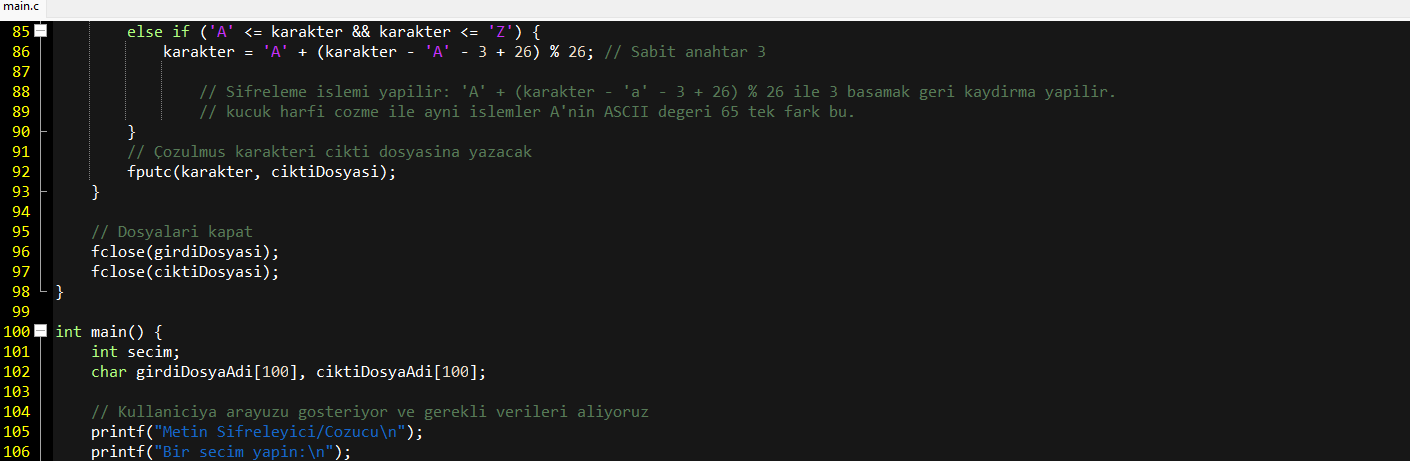 main.c
85 else if ('A' <= karakter && karakter <= 'Z') {
86 karakter = 'A' + (karakter - 'A' - 3 + 26) % 26; // Sabit anahtar 3
87
88 // Sifreleme islemi yapilir: 'A' + (karakter - 'a' - 3 + 26) % 26 ile 3 basamak geri kaydirma yapilir.
89 // kucuk harfi cozme ile ayni islemler A'nin ASCII degeri 65 tek fark bu.
90 }
91 // Çozulmus karakteri cikti dosyasina yazacak
92 fputc(karakter, ciktiDosyasi);
93 }
94
95 // Dosyalari kapat
96 fclose(girdiDosyasi);
97 fclose(ciktiDosyasi);
98 }
99
100 int main() {
101 int secim;
102 char girdiDosyaAdi[100], ciktiDosyaAdi[100];
103
104 // Kullaniciya arayuzu gosteriyor ve gerekli verileri aliyoruz
105 printf("Metin Sifreleyici/Cozucu\n");
106 printf("Bir secim yapin:\n");